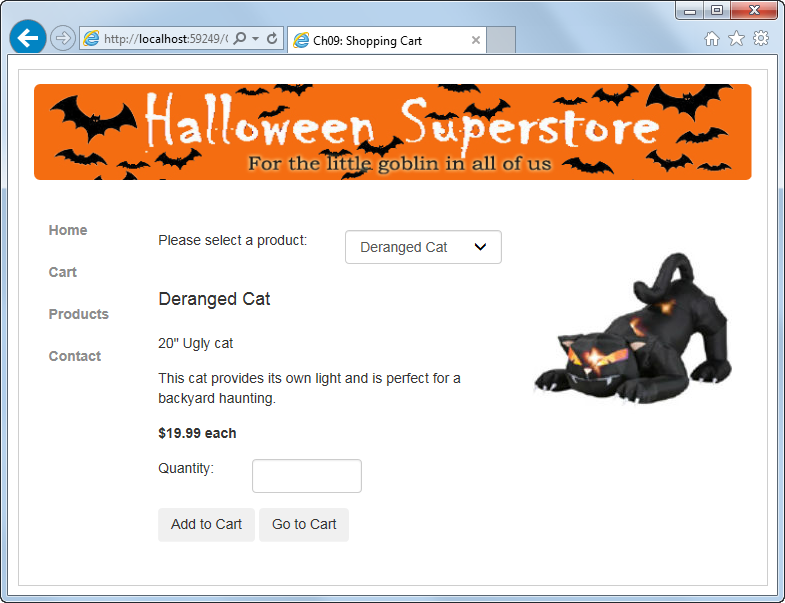 http://localhost:59249/
Ch09: Shopping Cart
Halloween Superstore
For the little goblin in all of us
Home
Cart
Products
Contact
Please select a product:
Deranged Cat
Deranged Cat
20" Ugly cat
This cat provides its own light and is perfect for a
backyard haunting.
$19.99 each
Quantity:
Add to Cart
Go to Cart